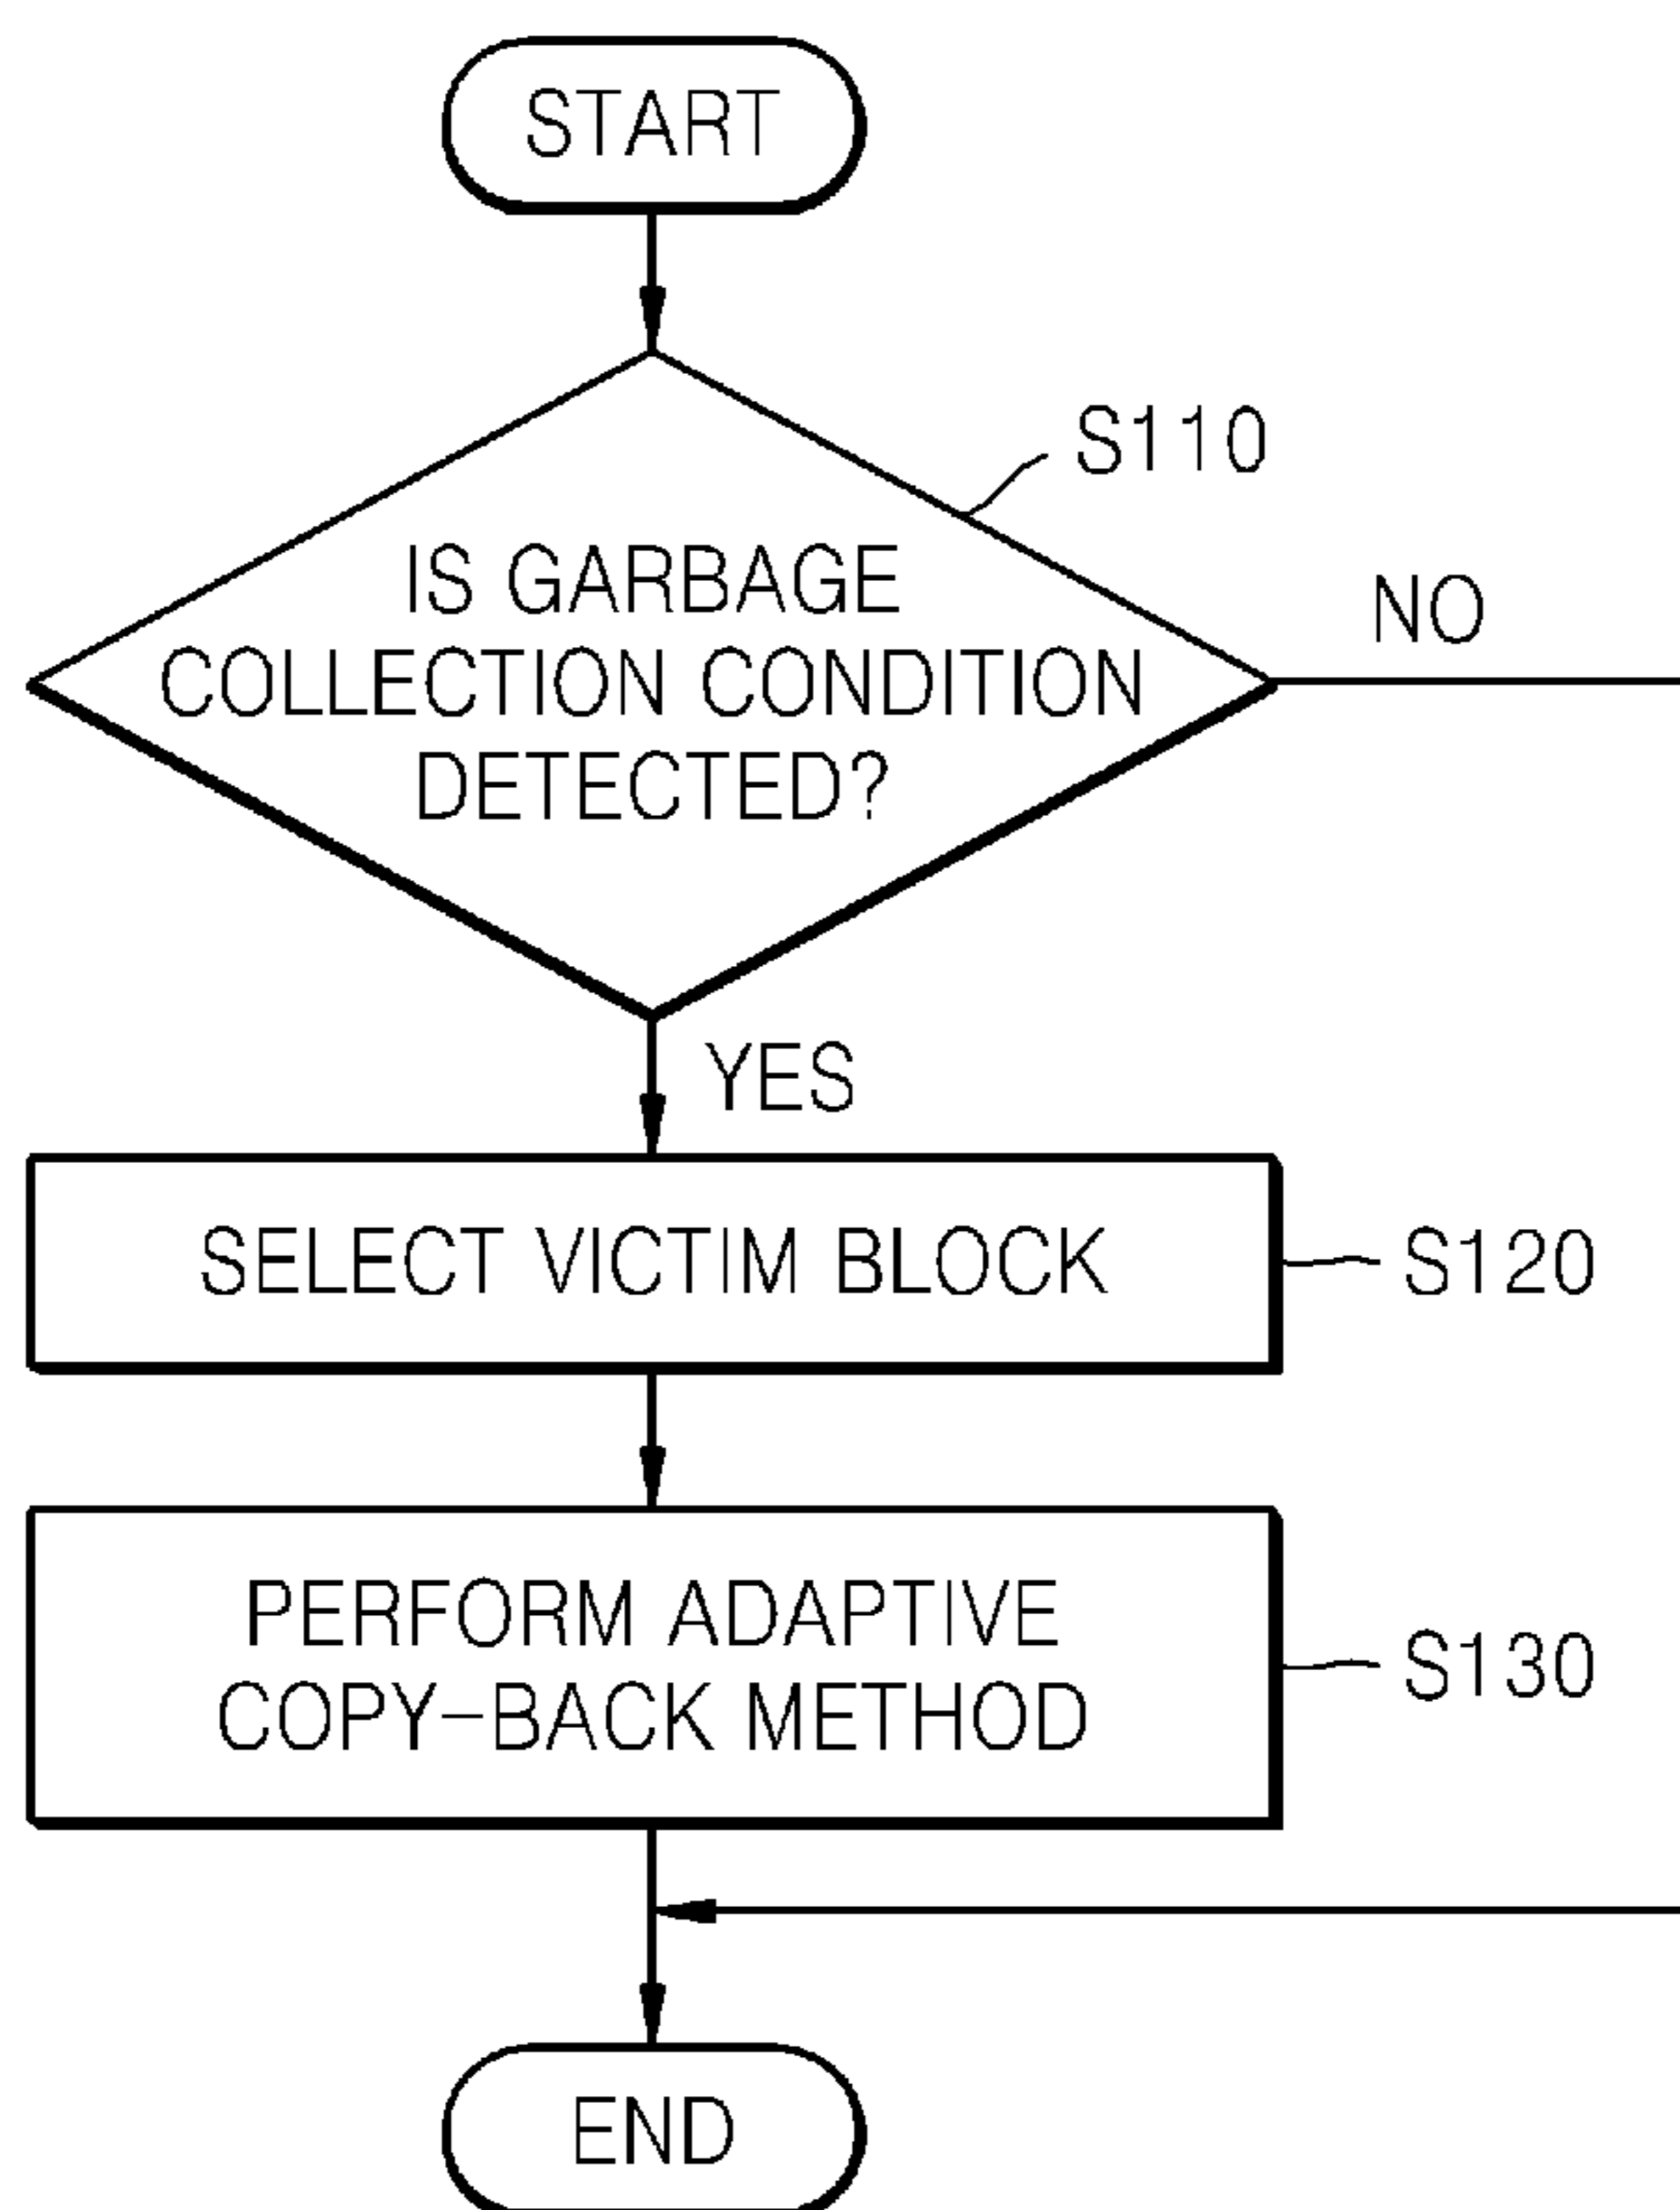 START
S110
IS GARBAGE
COLLECTION CONDITION
DETECTED?
NO
YES
SELECT VICTIM BLOCK
S120
PERFORM ADAPTIVE
COPY-BACK METHOD
S130
END